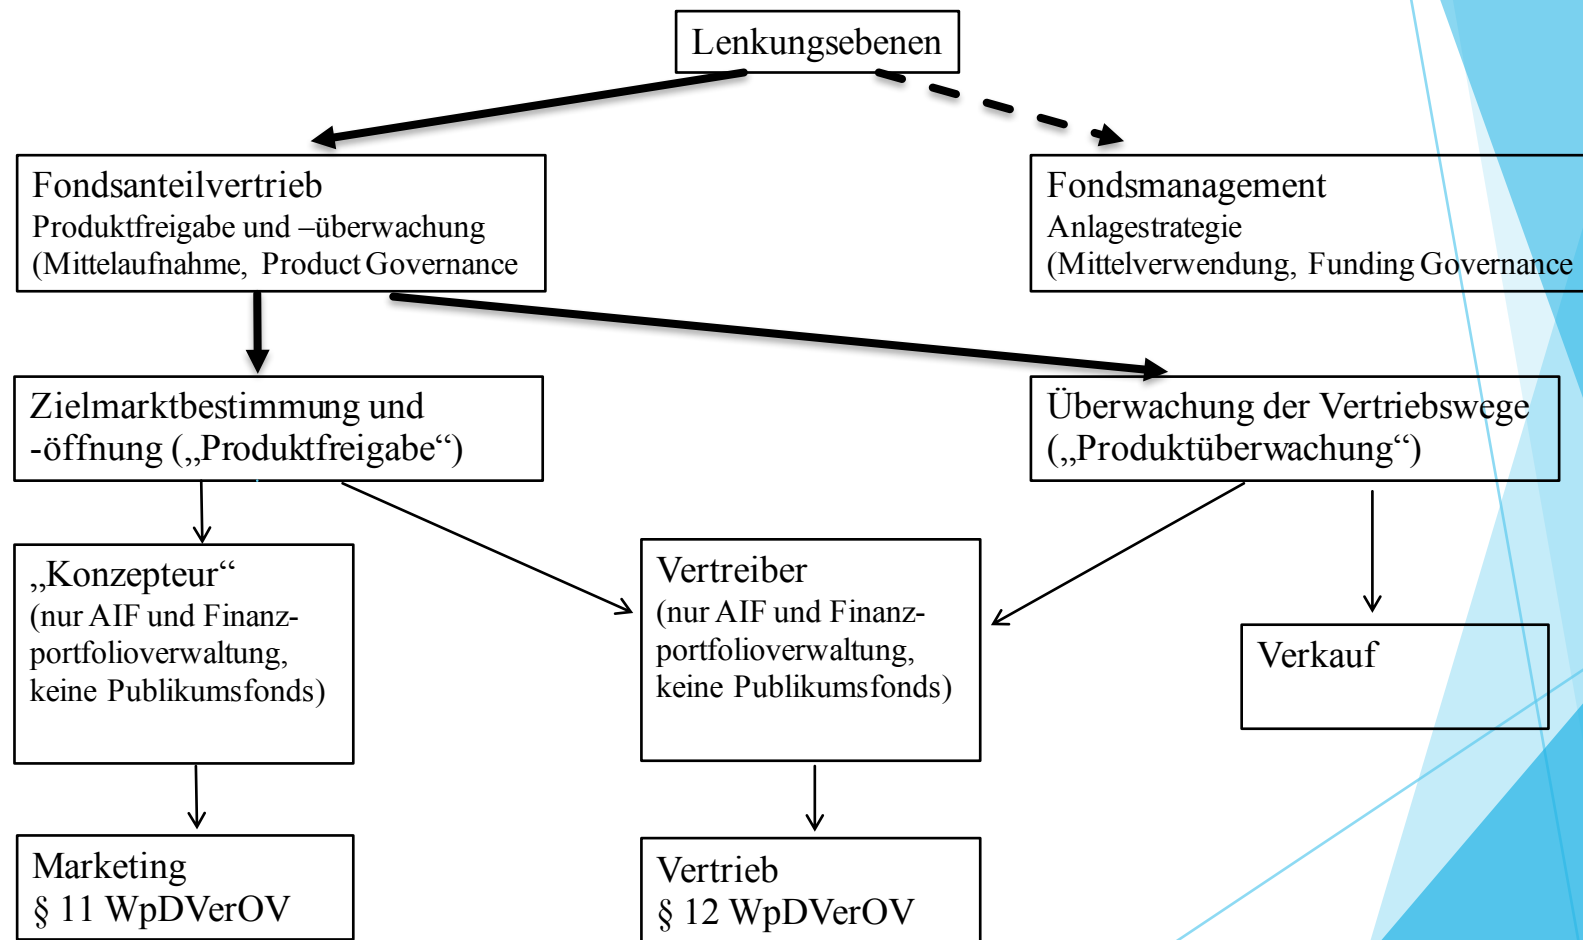 Lenkungsebenen
Fondsanteilvertrieb
Produktfreigabe und –überwachung
(Mittelaufnahme, Product Governance
Fondsmanagement
Anlagestrategie
(Mittelverwendung, Funding Governance
Zielmarktbestimmung und
-öffnung („Produktfreigabe“)
Überwachung der Vertriebswege
(„Produktüberwachung“)
„Konzepteur“
(nur AIF und Finanz-
portfolioverwaltung,
keine Publikumsfonds)
Vertreiber
(nur AIF und Finanz-
portfolioverwaltung,
keine Publikumsfonds)
Verkauf
Marketing
§ 11 WpDVerOV
Vertrieb
§ 12 WpDVerOV